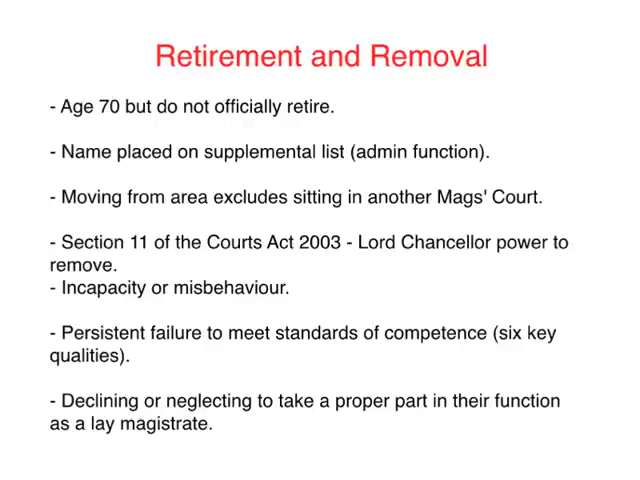 Retirement and Removal
- Age 70 but do not officially retire.
- Name placed on supplemental list (admin function).
- Moving from area excludes sitting in another Mags' Court.
- Section 11 of the Courts Act 2003 - Lord Chancellor power to
remove.
- Incapacity or misbehaviour.
- Persistent failure to meet standards of competence (six key
qualities).
- Declining or neglecting to take a proper part in their function
as a lay magistrate.